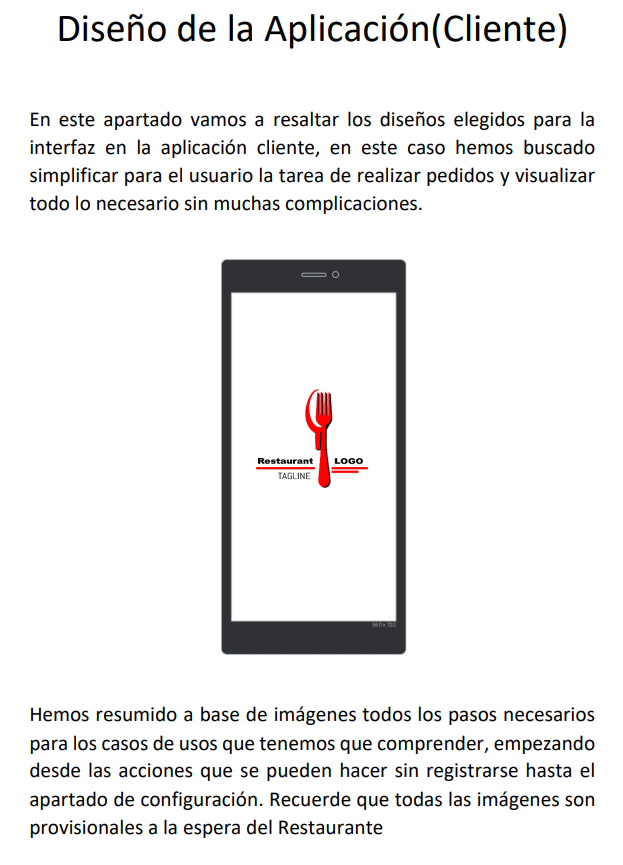 Diseño de la Aplicación(Cliente)
En este apartado vamos a resaltar los diseños elegidos para la
interfaz en la aplicación cliente, en este caso hemos buscado
simplificar para el usuario la tarea de realizar pedidos y visualizar
todo lo necesario sin muchas complicaciones.
Restaurant LOGO
TAGLINE
960 x 720
Hemos resumido a base de imágenes todos los pasos necesarios
para los casos de usos que tenemos que comprender, empezando
desde las acciones que se pueden hacer sin registrarse hasta el
apartado de configuración. Recuerde que todas las imágenes son
provisionales a la espera del Restaurante